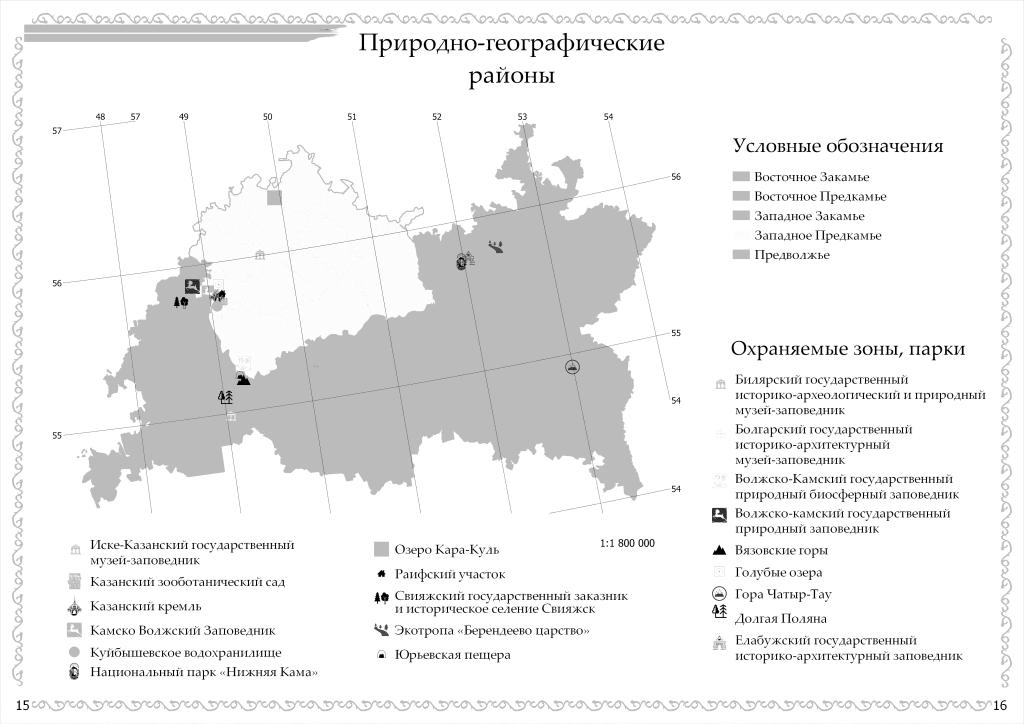 Природно-географические
районы
48
57
49
50
51
52
53
54
57
56
56
55
55
54
54
1:1 800 000
Условные обозначения
Восточное Закамье
Восточное Предкамье
Западное Закамье
Западное Предкамье
Предволжье
Охраняемые зоны, парки
Билярский государственный
историко-археологический и природный
музей-заповедник
Болгарский государственный
историко-архитектурный
музей-заповедник
Волжско-Камский государственный
природный биосферный заповедник
Волжско-камский государственный
природный заповедник
Вязовские горы
Голубые озера
Гора Чатыр-Тау
Долгая Поляна
Елабужский государственный
историко-архитектурный заповедник
Иске-Казанский государственный
музей-заповедник
Казанский зооботанический сад
Казанский кремль
Камско Волжский Заповедник
Куйбышевское водохранилище
Национальный парк «Нижняя Кама»
Озеро Кара-Куль
Раифский участок
Свияжский государственный заказник
и историческое селение Свияжск
Экотропа «Берендеево царство»
Юрьевская пещера
15
16